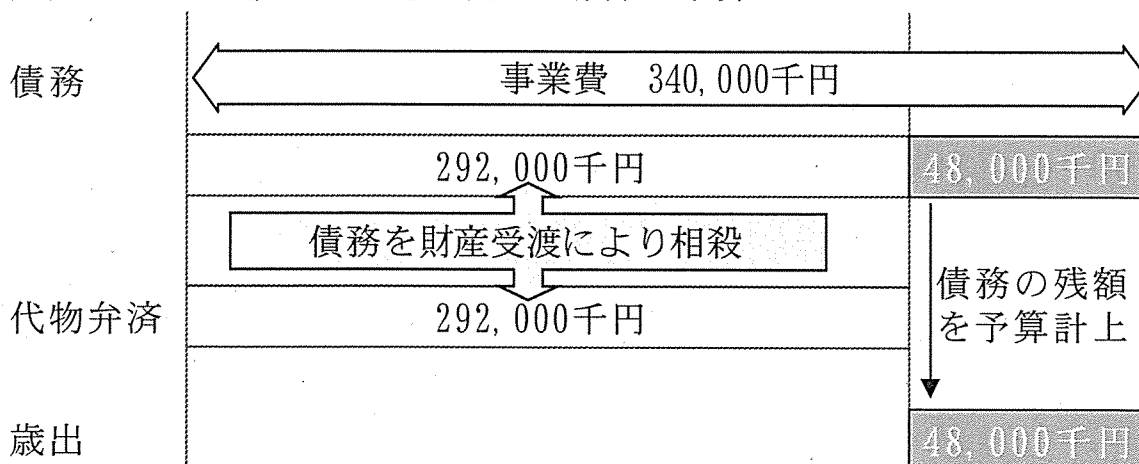 債務
事業費 340,000千円
292,000千円
48,000千円
債務を財産受渡により相殺
代物弁済
292,000千円
債務の残額
を予算計上
歳出
48,000千円